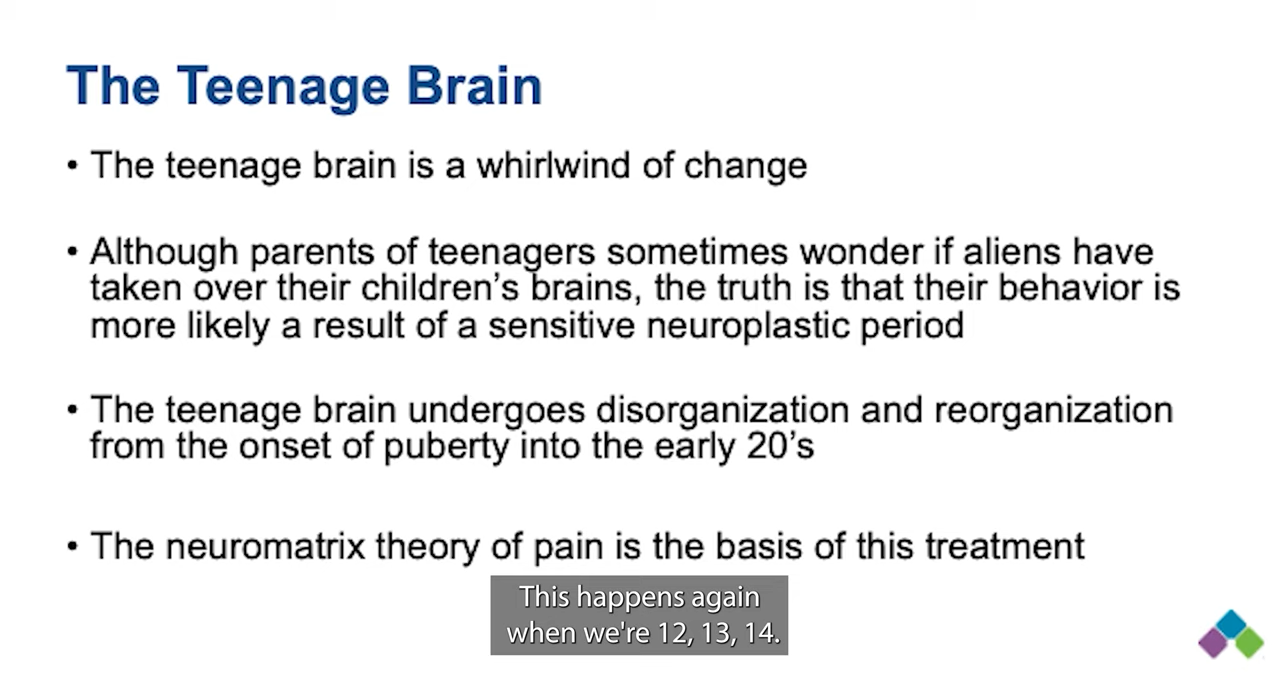 The Teenage Brain
• The teenage brain is a whirlwind of change
• Although parents of teenagers sometimes wonder if aliens have
taken over their children's brains, the truth is that their behavior is
more likely a result of a sensitive neuroplastic period
• The teenage brain undergoes disorganization and reorganization
from the onset of puberty into the early 20's
• The neuromatrix theory of pain is the basis of this treatment
This happens again
when we're 12, 13, 14.